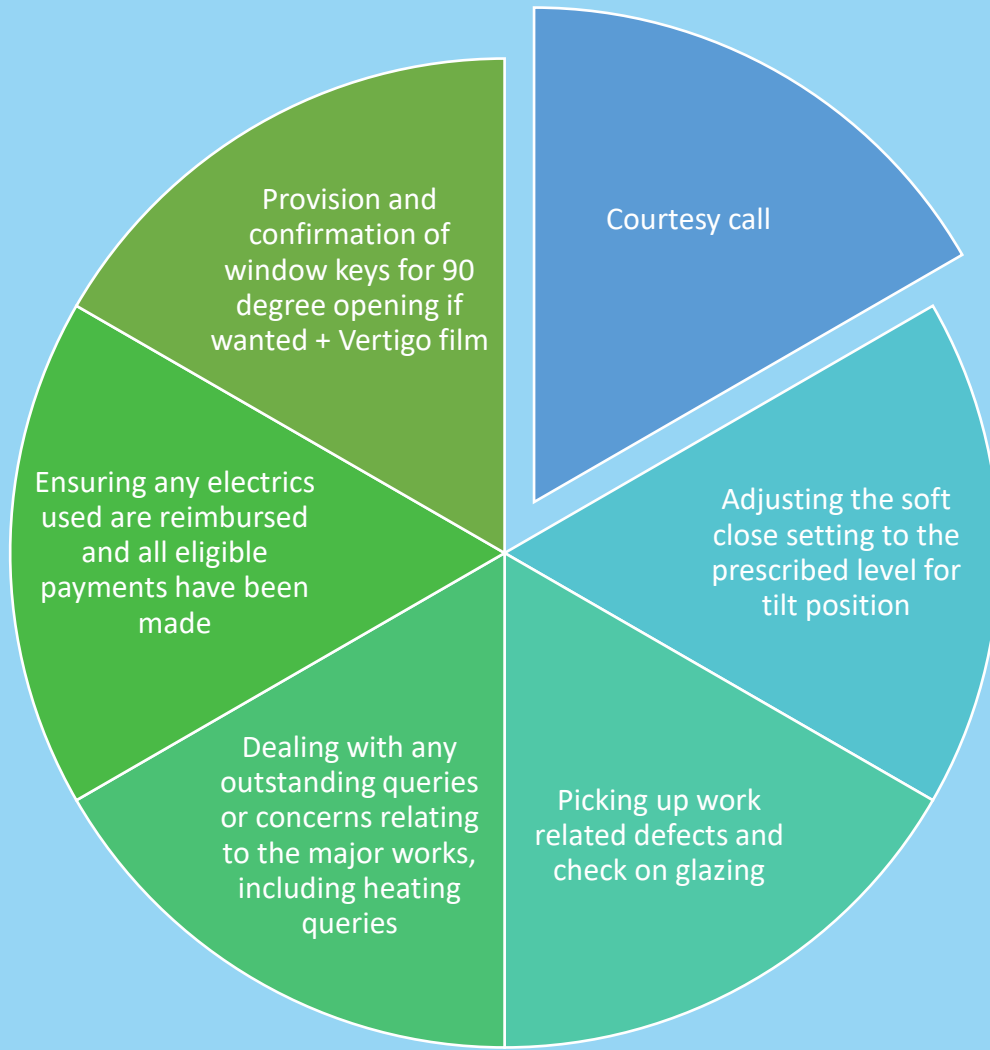 Courtesy call
Adjusting the soft
close setting to the
prescribed level for
tilt position
Picking up work
related defects and
check on glazing
Dealing with any
outstanding queries
or concerns relating
to the major works,
including heating
queries
Ensuring any electrics
used are reimbursed
and all eligible
payments have been
made
Provision and
confirmation of
window keys for 90
degree opening if
wanted + Vertigo film